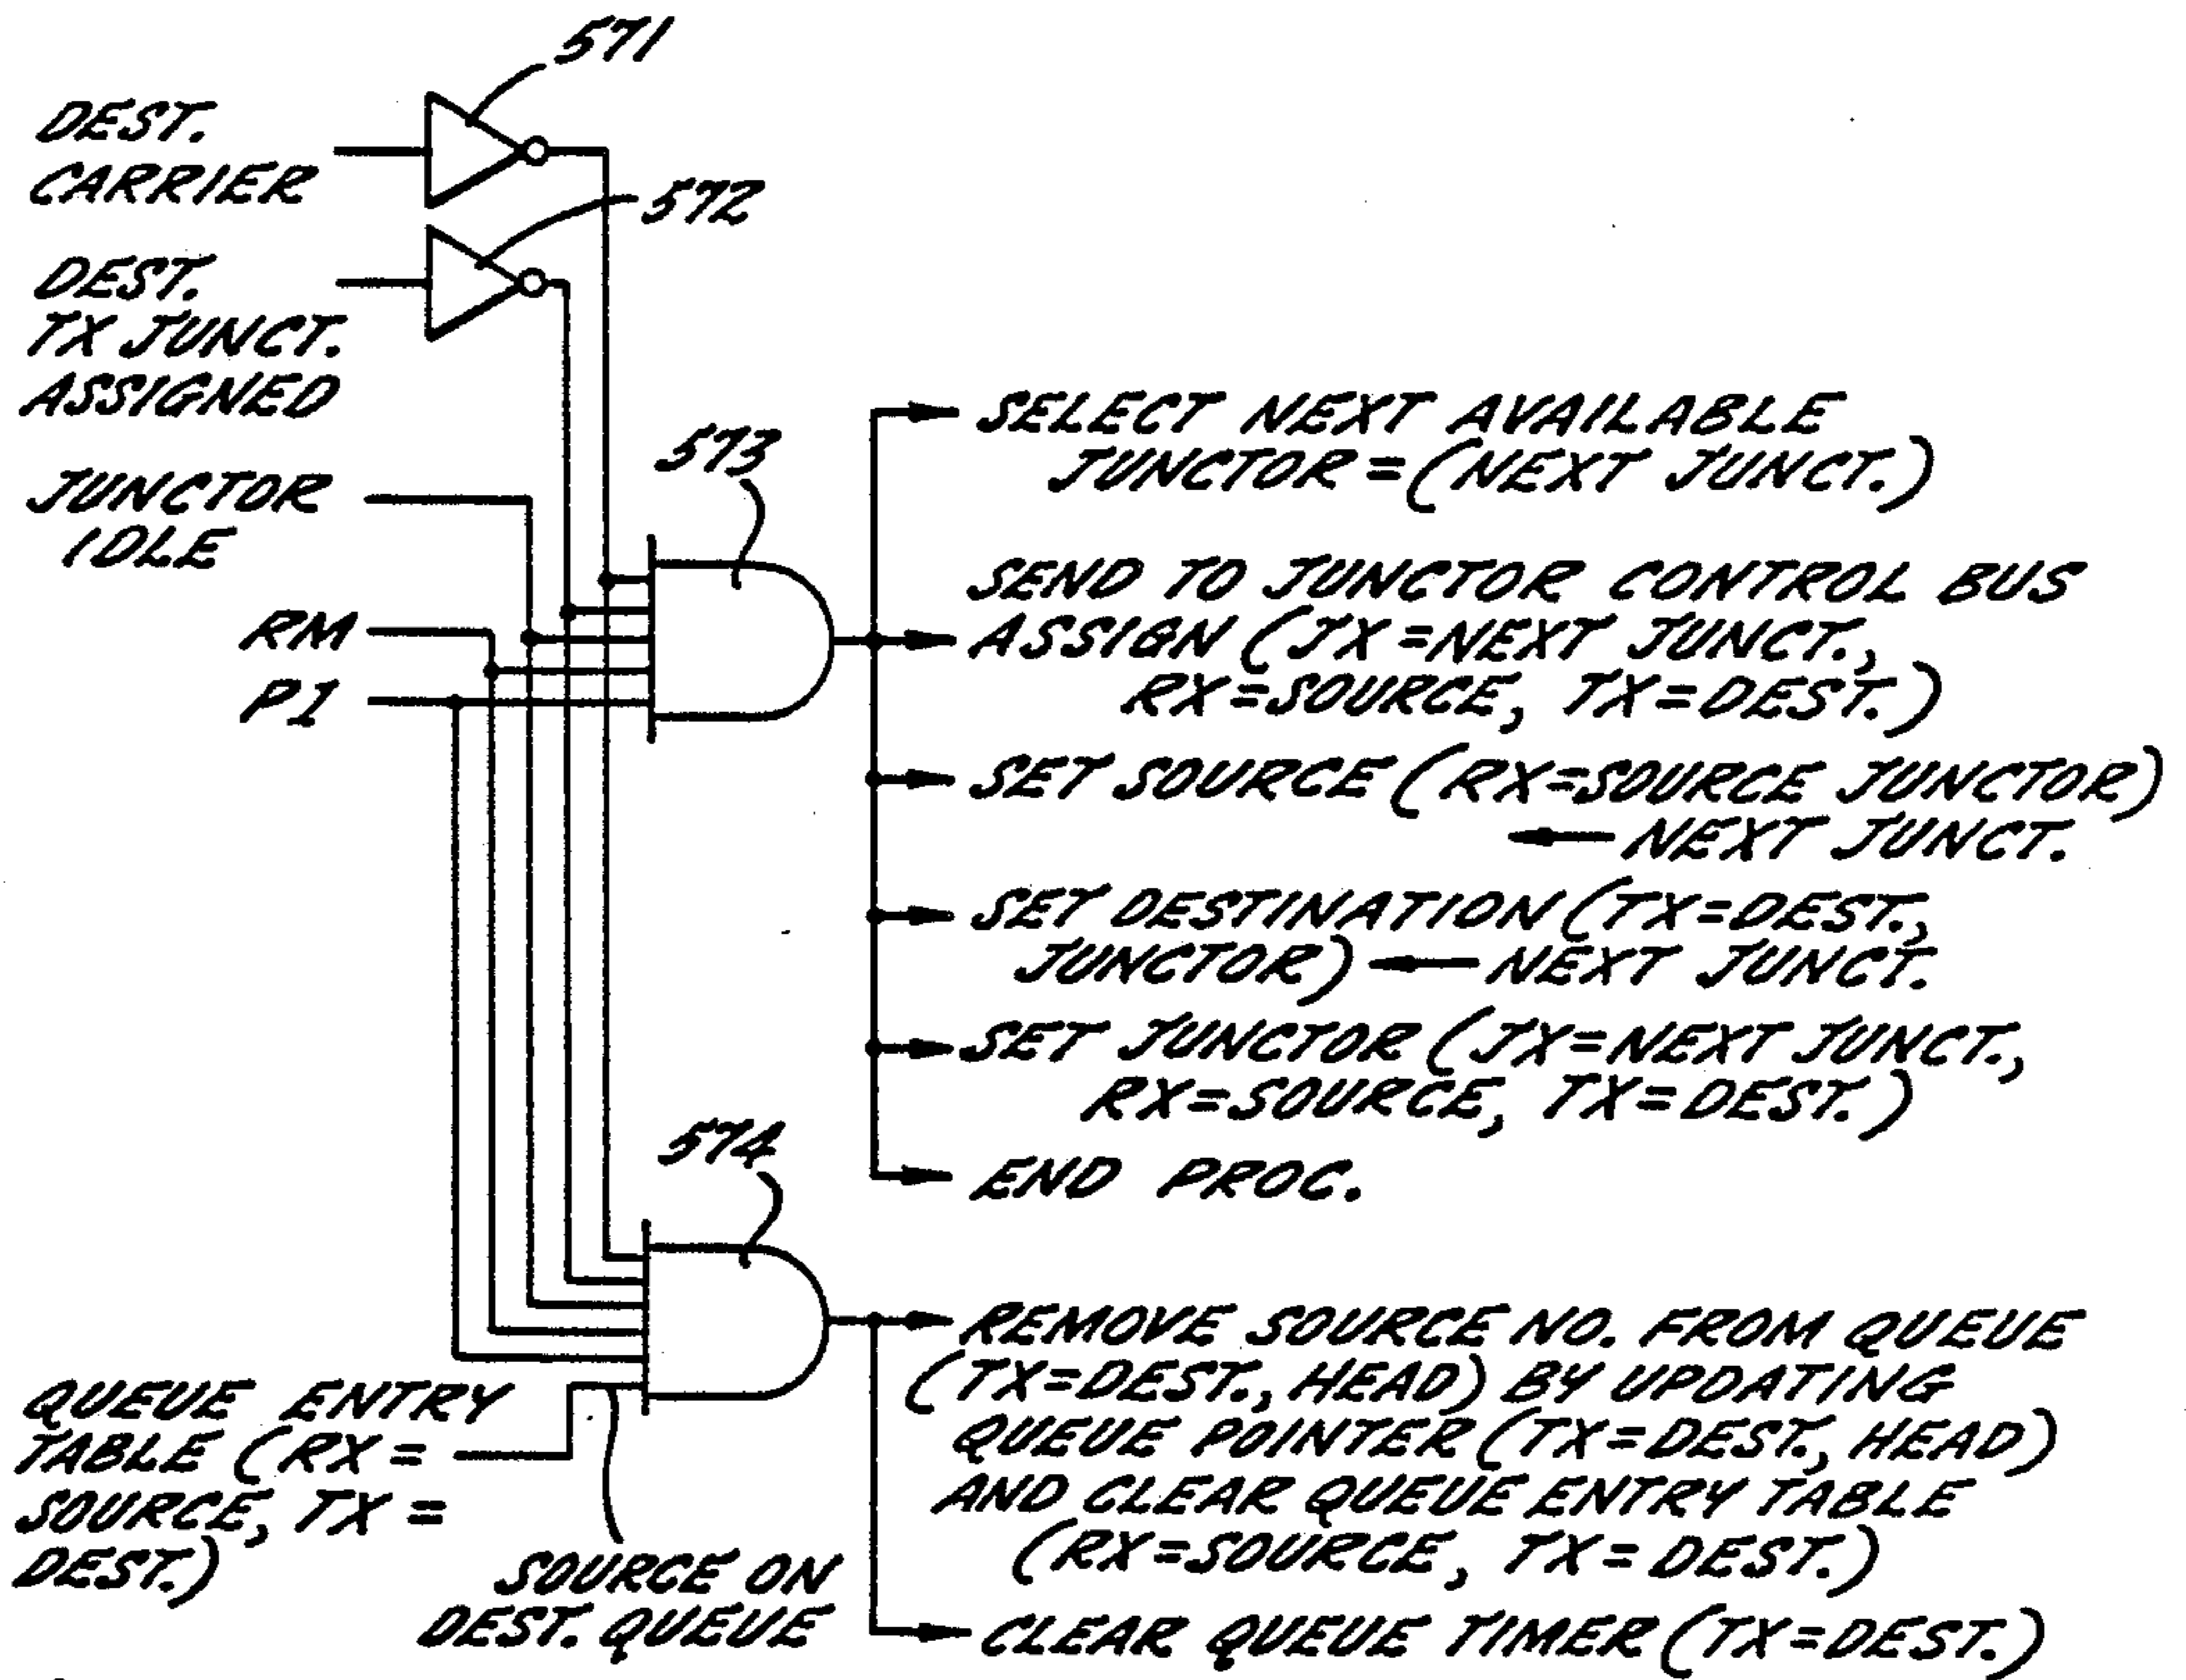 571
DEST.
CARRIER
572
DEST.
TX JUNCT.
ASSIGNED
573
JUNCTOR
IDLE
RM
P1
SELECT NEXT AVAILABLE
JUNCTOR=(NEXT JUNCT.)
SEND TO JUNCTOR CONTROL BUS
ASSIGN (JX=NEXT JUNCT.,
RX=SOURCE, TX=DEST.)
SET SOURCE (RX=SOURCE JUNCTOR)
← NEXT JUNCT.
SET DESTINATION (TX=DEST.,
JUNCTOR) ← NEXT JUNCT.
SET JUNCTOR (JX=NEXT JUNCT.,
RX=SOURCE, TX=DEST.)
END PROC.
574
QUEUE ENTRY
TABLE (RX=
SOURCE, TX=
DEST.)
SOURCE ON
DEST. QUEUE
REMOVE SOURCE NO. FROM QUEUE
(TX=DEST., HEAD) BY UPDATING
QUEUE POINTER (TX=DEST., HEAD)
AND CLEAR QUEUE ENTRY TABLE
(RX=SOURCE, TX=DEST.)
CLEAR QUEUE TIMER (TX=DEST.)